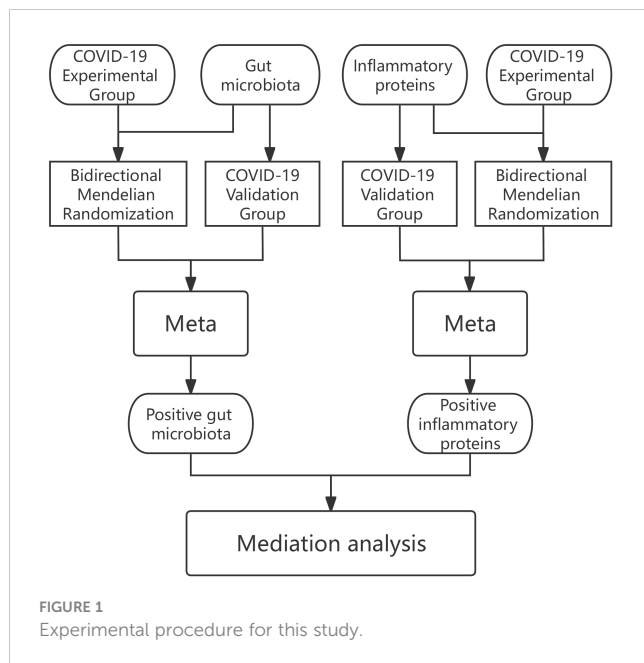 COVID-19
Experimental
Group
Gut
microbiota
Inflammatory
proteins
COVID-19
Experimental
Group
Bidirectional
Mendelian
Randomization
COVID-19
Validation
Group
COVID-19
Validation
Group
Bidirectional
Mendelian
Randomization
Meta
Meta
Positive gut
microbiota
Positive
inflammatory
proteins
Mediation analysis
FIGURE 1
Experimental procedure for this study.